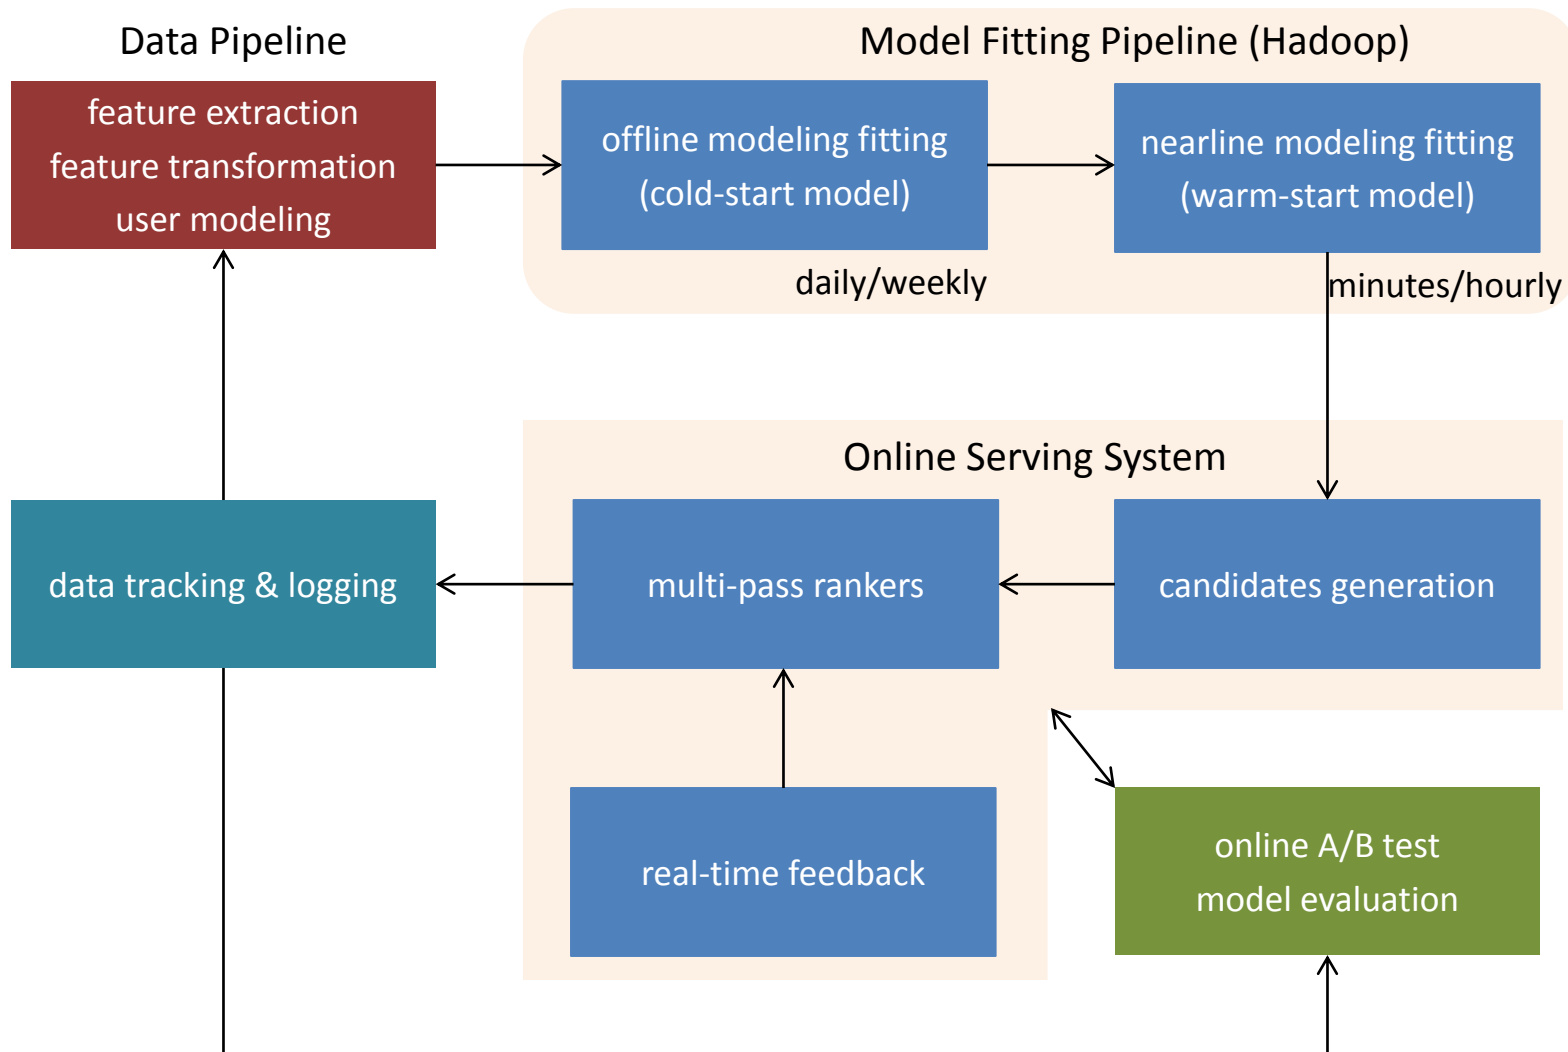 Data Pipeline
Model Fitting Pipeline (Hadoop)
feature extraction
feature transformation
user modeling
offline modeling fitting
(cold-start model)
nearline modeling fitting
(warm-start model)
daily/weekly
minutes/hourly
Online Serving System
data tracking & logging
multi-pass rankers
candidates generation
real-time feedback
online A/B test
model evaluation